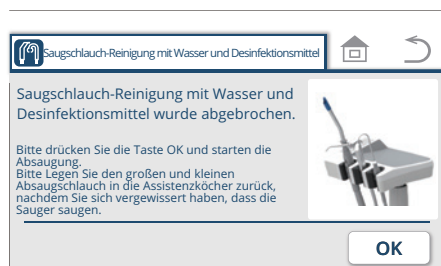 Saugschlauch-Reinigung mit Wasser und Desinfektionsmittel
Saugschlauch-Reinigung mit Wasser und
Desinfektionsmittel wurde abgebrochen.
Bitte drücken Sie die Taste OK und starten die
Absaugung.
Bitte Legen Sie den großen und kleinen
Absaugschlauch in die Assistenzköcher zurück,
nachdem Sie sich vergewissert haben, dass die
Sauger saugen.
OK